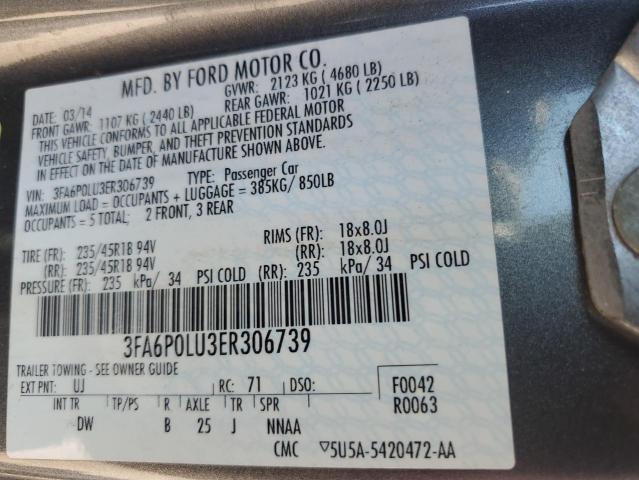 MFD. BY FORD MOTOR CO.
DATE: 03/14 GVWR: 2123 KG ( 4680 LB)
FRONT GAWR: 1107 KG ( 2440 LB) REAR GAWR: 1021 KG ( 2250 LB)
THIS VEHICLE CONFORMS TO ALL APPLICABLE FEDERAL MOTOR
VEHICLE SAFETY, BUMPER, AND THEFT PREVENTION STANDARDS
IN EFFECT ON THE DATE OF MANUFACTURE SHOWN ABOVE.
VIN: 3FA6P0LU3ER306739 TYPE: Passenger Car
MAXIMUM LOAD = OCCUPANTS + LUGGAGE = 385KG/ 850LB
OCCUPANTS = 5 TOTAL; 2 FRONT, 3 REAR
TIRE (FR): 235/45R18 94V RIMS (FR): 18x8.0J
(RR): 235/45R18 94V (RR): 18x8.0J
PRESSURE (FR): 235 kPa/ 34 PSI COLD (RR): 235 kPa/ 34 PSI COLD
3FA6P0LU3ER306739
TRAILER TOWING - SEE OWNER GUIDE
EXT PNT: UJ RC: 71 DSO: F0042
R0063
INT TR TP/PS R AXLE TR SPR
DW B 25 J NNAA
CMC ▽5U5A-5420472-AA